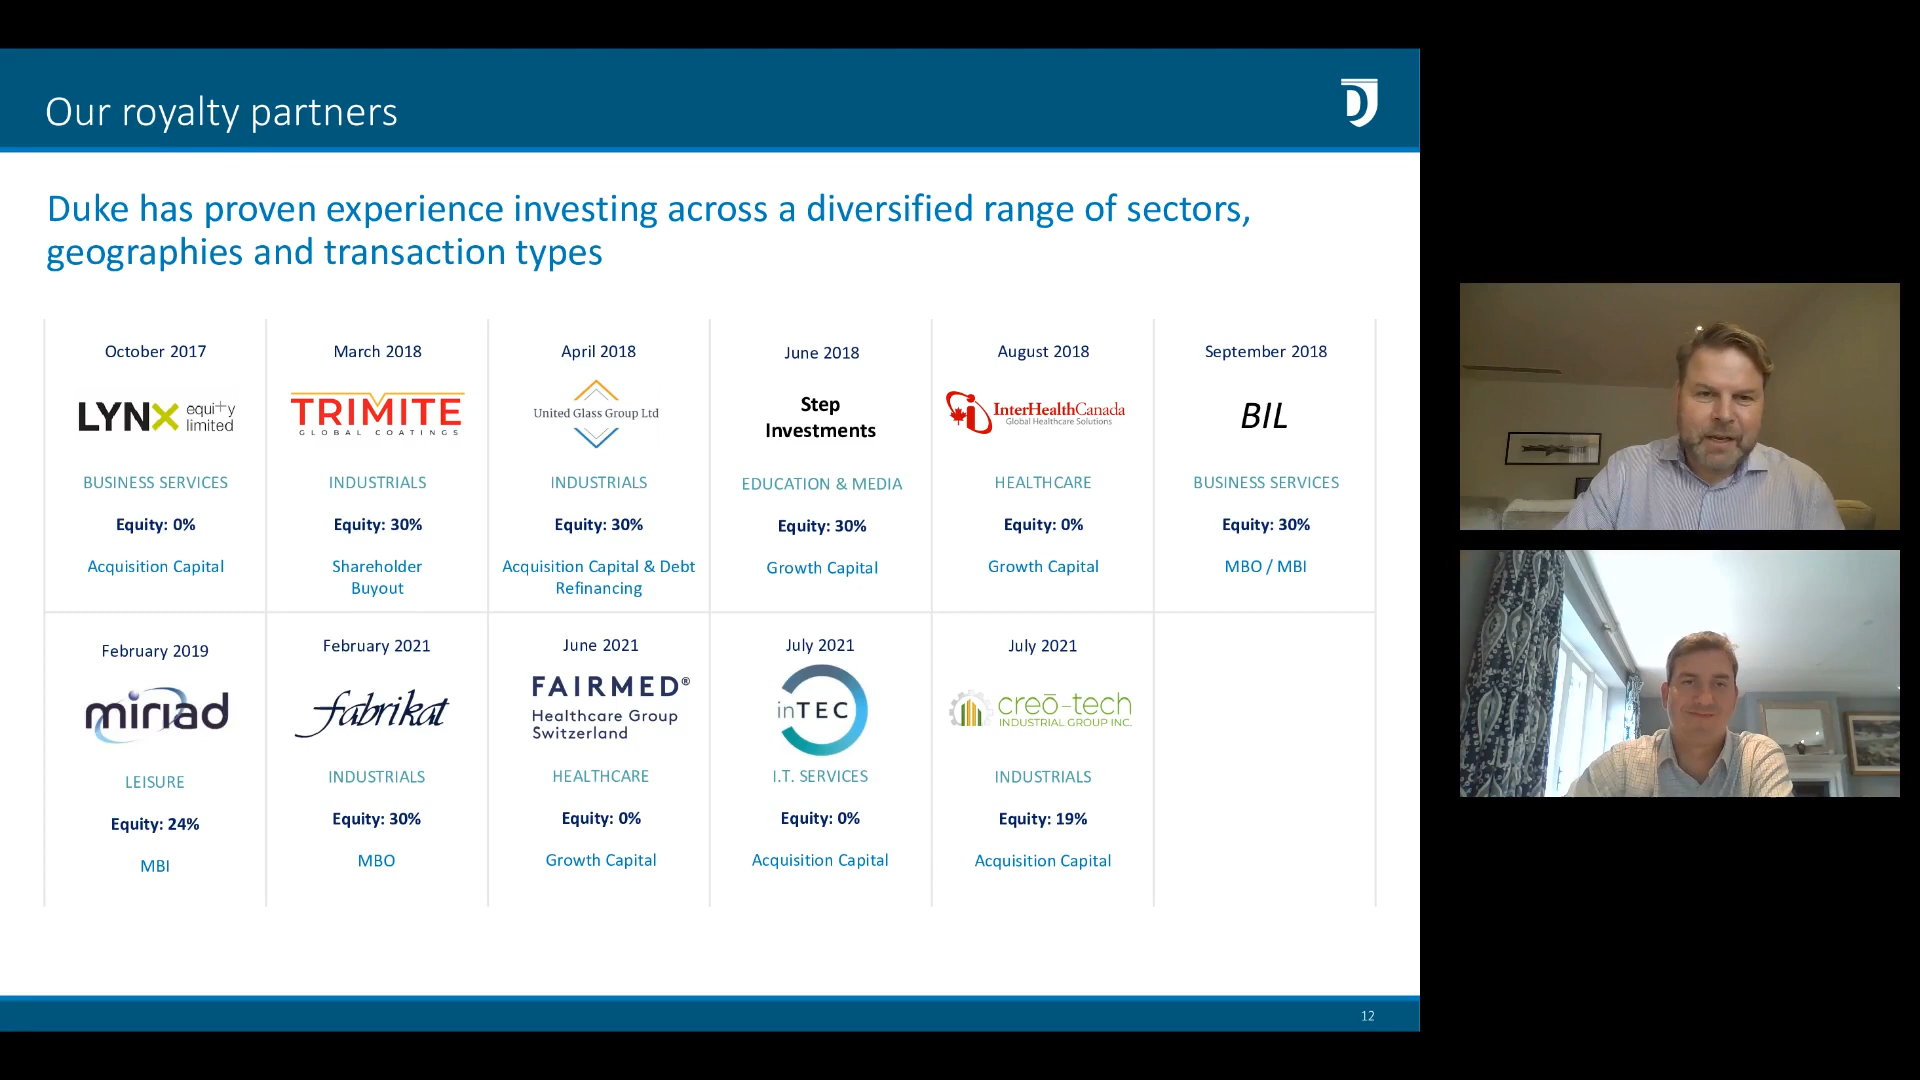 Our royalty partners
Duke has proven experience investing across a diversified range of sectors,
geographies and transaction types
October 2017
LYNX equity
limited
BUSINESS SERVICES
Equity: 0%
Acquisition Capital
March 2018
TRIMITE
GLOBAL COATINGS
INDUSTRIALS
Equity: 30%
Shareholder
Buyout
April 2018
United Glass Group Ltd
INDUSTRIALS
Equity: 30%
Acquisition Capital & Debt
Refinancing
June 2018
Step
Investments
EDUCATION & MEDIA
Equity: 30%
Growth Capital
August 2018
InterHealthCanada
Global Healthcare Solutions
HEALTHCARE
Equity: 0%
Growth Capital
September 2018
BIL
BUSINESS SERVICES
Equity: 30%
MBO / MBI
February 2019
miriad
LEISURE
Equity: 24%
MBI
February 2021
fabrikat
INDUSTRIALS
Equity: 30%
MBO
June 2021
FAIRMED®
Healthcare Group
Switzerland
HEALTHCARE
Equity: 0%
Growth Capital
July 2021
inTEC
I.T. SERVICES
Equity: 0%
Acquisition Capital
July 2021
creō-tech
INDUSTRIAL GROUP INC.
INDUSTRIALS
Equity: 19%
Acquisition Capital
12